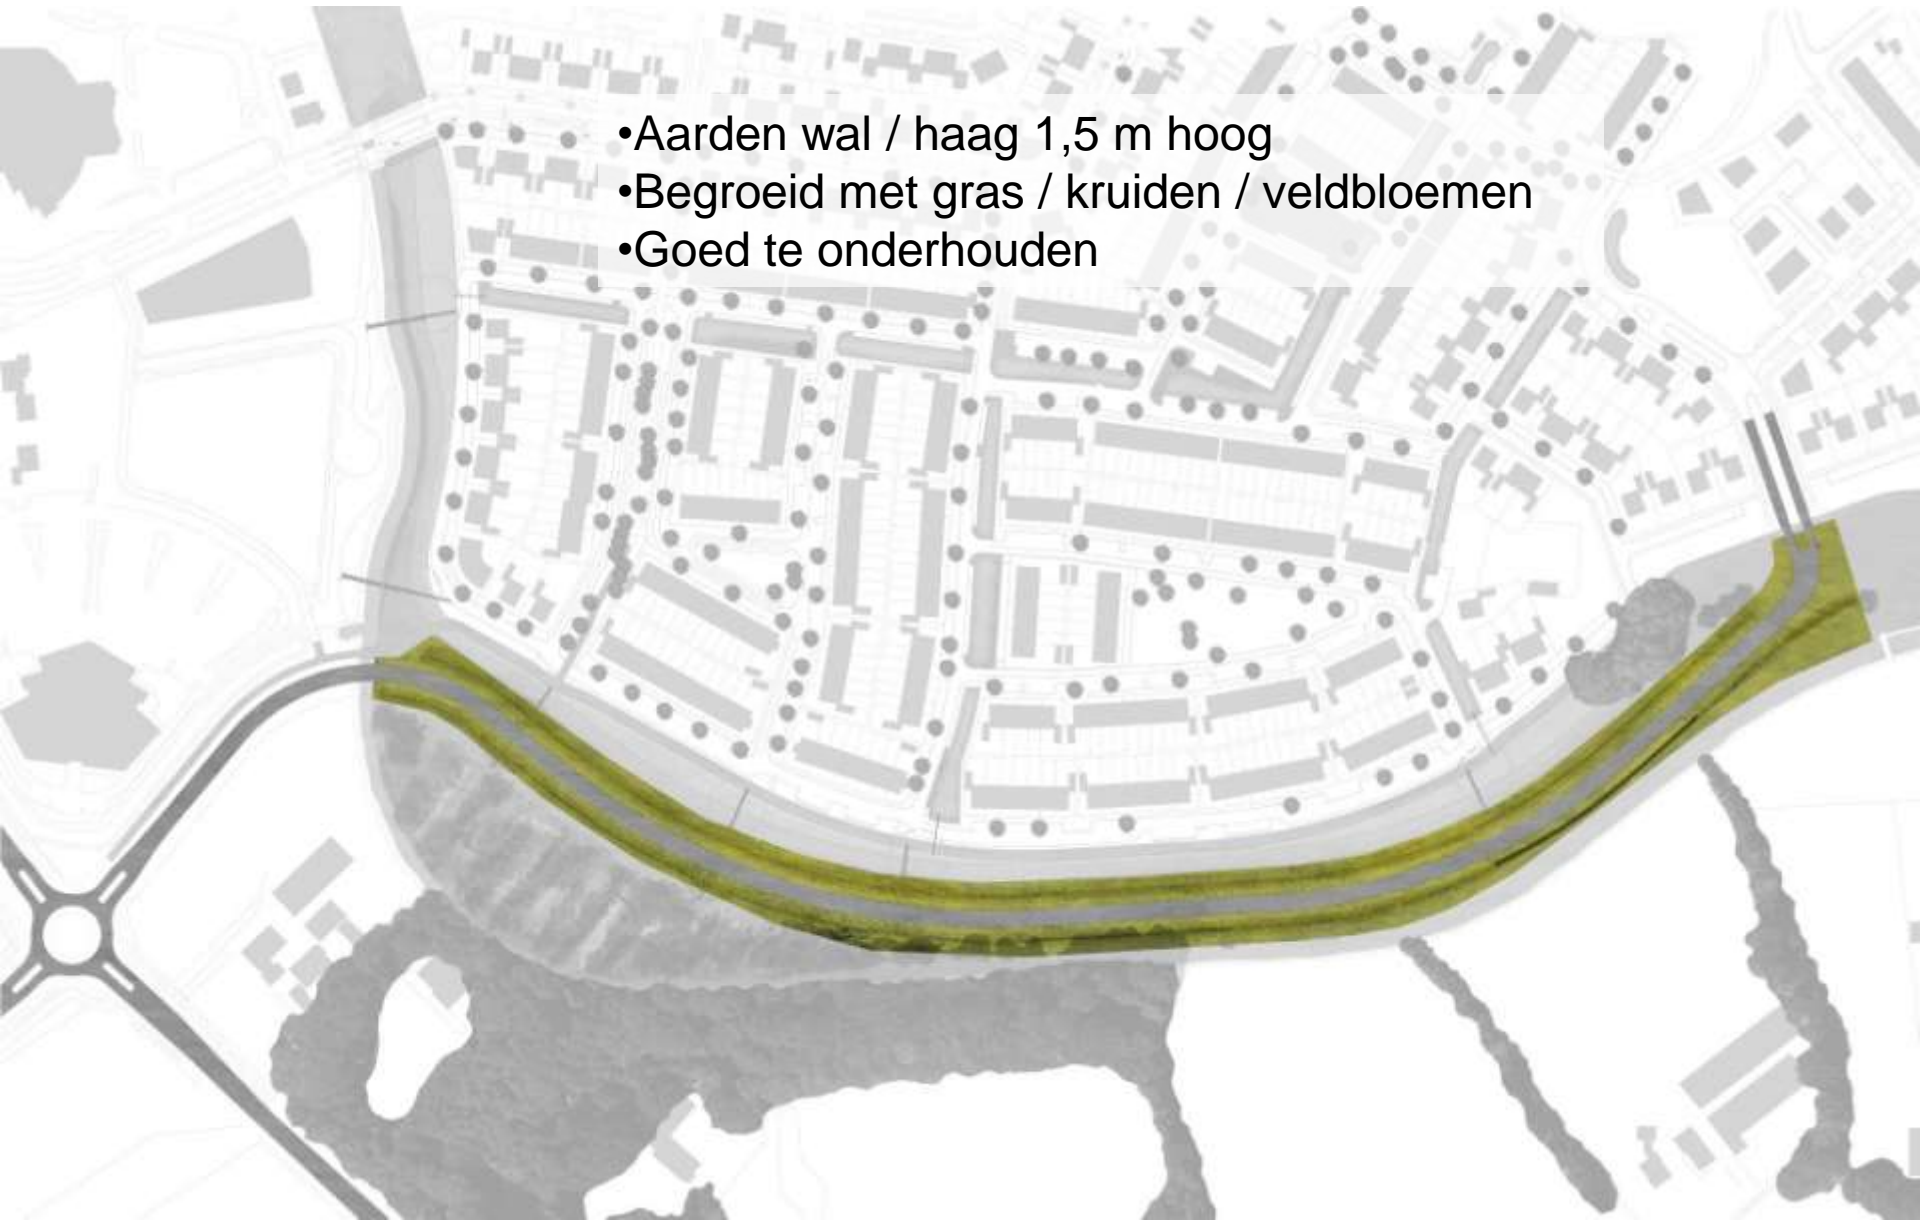 •Aarden wal / haag 1,5 m hoog
•Begroeid met gras / kruiden / veldbloemen
•Goed te onderhouden